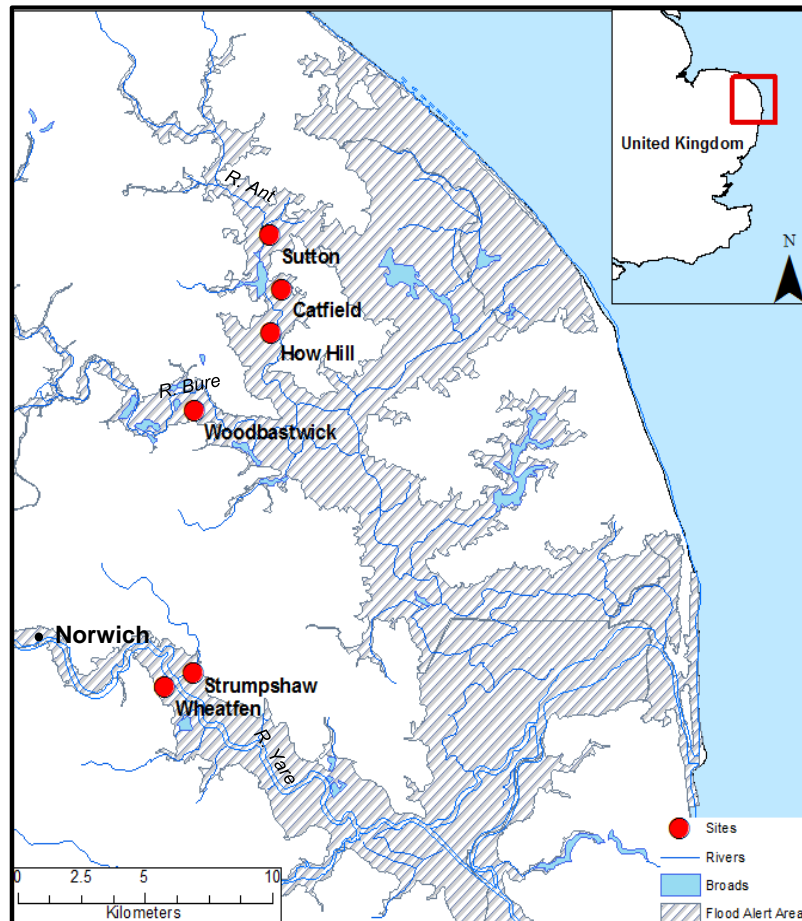 United Kingdom
N
R. Ant
Sutton
Catfield
How Hill
R. Bure
Woodbastwick
Norwich
Strumpshaw
Wheatfen
R. Yare
Sites
Rivers
Broads
Flood Alert Area
0 2.5 5 10
Kilometers